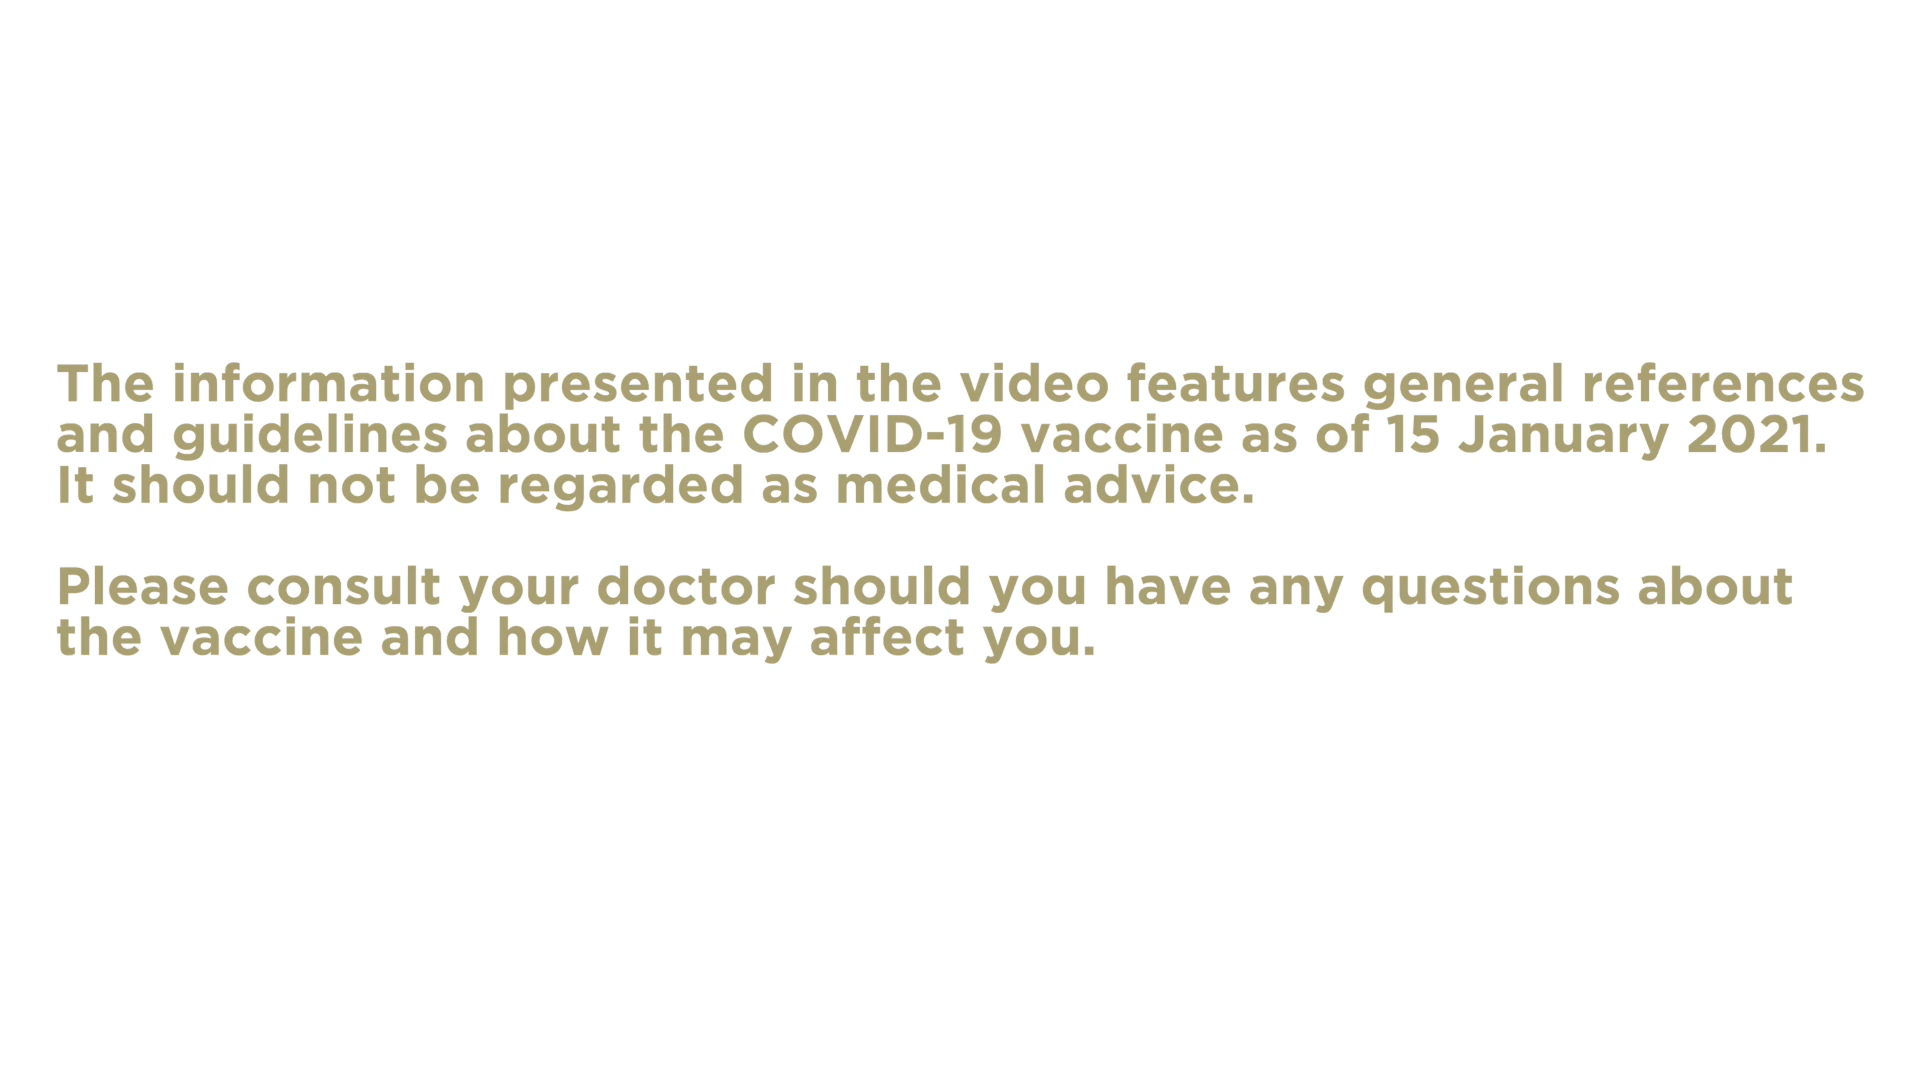 The information presented in the video features general references
and guidelines about the COVID-19 vaccine as of 15 January 2021.
It should not be regarded as medical advice.
Please consult your doctor should you have any questions about
the vaccine and how it may affect you.